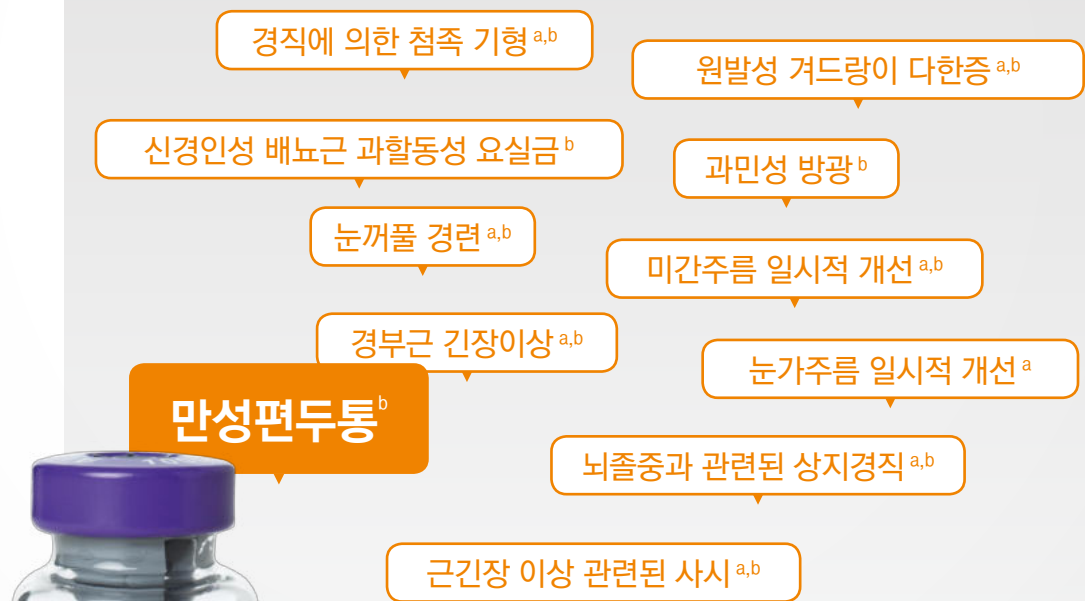 경직에 의한 첨족 기형 a,b
원발성 겨드랑이 다한증 a,b
신경인성 배뇨근 과할동성 요실금 b
과민성 방광 b
눈꺼풀 경련 a,b
미간주름 일시적 개선 a,b
경부근 긴장이상 a,b
눈가주름 일시적 개선 a
만성편두통 b
뇌졸중과 관련된 상지경직 a,b
근긴장 이상 관련된 사시 a,b